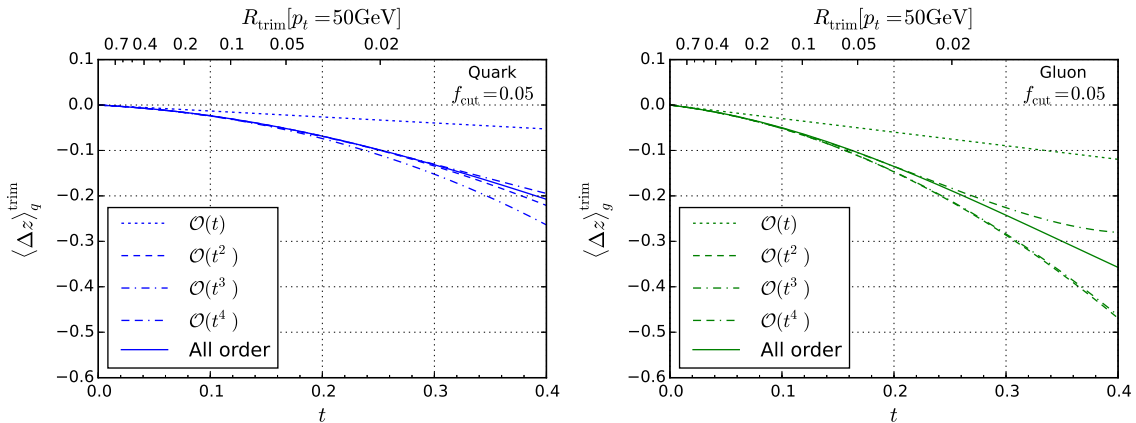 R_trim[p_t = 50GeV]
0.7 0.4 0.2 0.1 0.05 0.02
0.1
0.0
−0.1
−0.2
−0.3
−0.4
−0.5
−0.6
⟨Δz⟩_q^trim
Quark
f_cut = 0.05
O(t)
O(t²)
O(t³)
O(t⁴)
All order
0.0 0.1 0.2 0.3 0.4
t
R_trim[p_t = 50GeV]
0.7 0.4 0.2 0.1 0.05 0.02
0.1
0.0
−0.1
−0.2
−0.3
−0.4
−0.5
−0.6
⟨Δz⟩_g^trim
Gluon
f_cut = 0.05
O(t)
O(t²)
O(t³)
O(t⁴)
All order
0.0 0.1 0.2 0.3 0.4
t